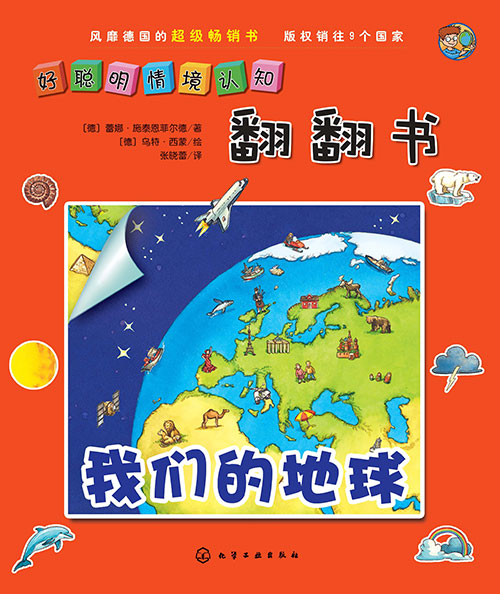 风靡德国的超级畅销书 版权销往9个国家
好聪明情境认知
[德] 蕾娜·施泰恩菲尔德/著
[德] 乌特·西蒙/绘
张晓蕾/译
翻翻书
我们的地球
化学工业出版社